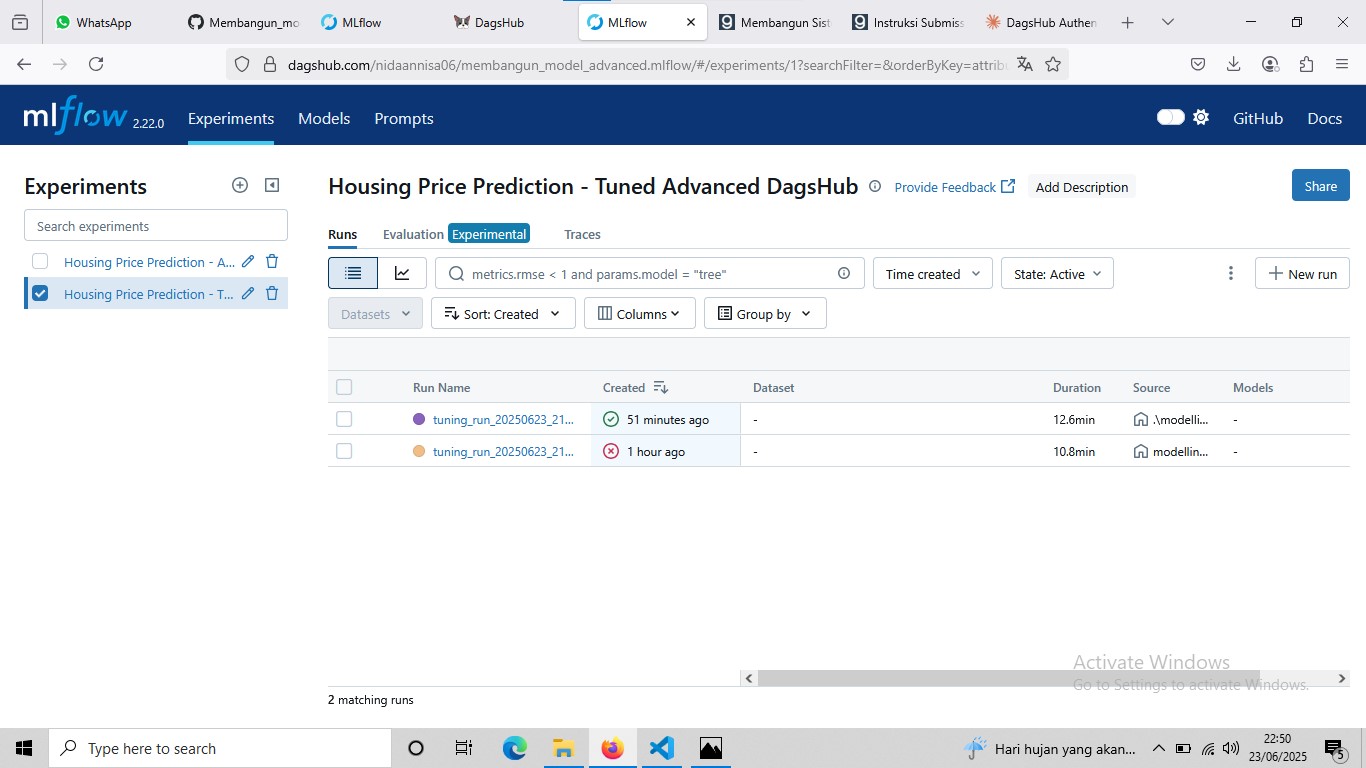 WhatsApp
Membangun_mo
MLflow
DagsHub
MLflow
Membangun Sist
Instruksi Submiss
DagsHub Authen
dagshub.com/nidaannisa06/membangun_model_advanced.mlflow/#/experiments/1?searchFilter=&orderByKey=attribu
mlflow 2.22.0
Experiments
Models
Prompts
GitHub
Docs
Experiments
Search experiments
Housing Price Prediction - A...
Housing Price Prediction - T...
Housing Price Prediction - Tuned Advanced DagsHub
Provide Feedback
Add Description
Share
Runs
Evaluation Experimental
Traces
metrics.rmse < 1 and params.model = "tree"
Time created
State: Active
New run
Datasets
Sort: Created
Columns
Group by
Run Name Created Dataset Duration Source Models
tuning_run_20250623_21... 51 minutes ago - 12.6min .\modelli... -
tuning_run_20250623_21... 1 hour ago - 10.8min modellin... -
2 matching runs
Activate Windows
Go to Settings to activate Windows.
Type here to search
Hari hujan yang akan...
22:50
23/06/2025
5